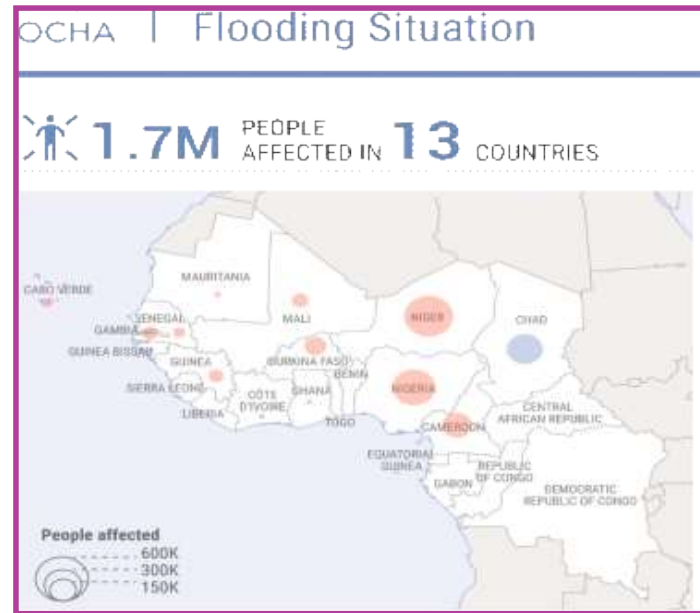 OCHA | Flooding Situation
1.7M PEOPLE AFFECTED IN 13 COUNTRIES
MAURITANIA
CABO VERDE
NIGER
CHAD
MALI
SENEGAL
GAMBIA
GUINEA BISSAU
GUINEA
BURKINA FASO
BENIN
NIGERIA
SIERRA LEONE
CÔTE
D'IVOIRE
GHANA
LIBERIA
TOGO
CENTRAL
AFRICAN REPUBLIC
CAMEROON
EQUATORIAL
GUINEA
REPUBLIC
OF CONGO
GABON
DEMOCRATIC
REPUBLIC OF CONGO
People affected
600K
300K
150K